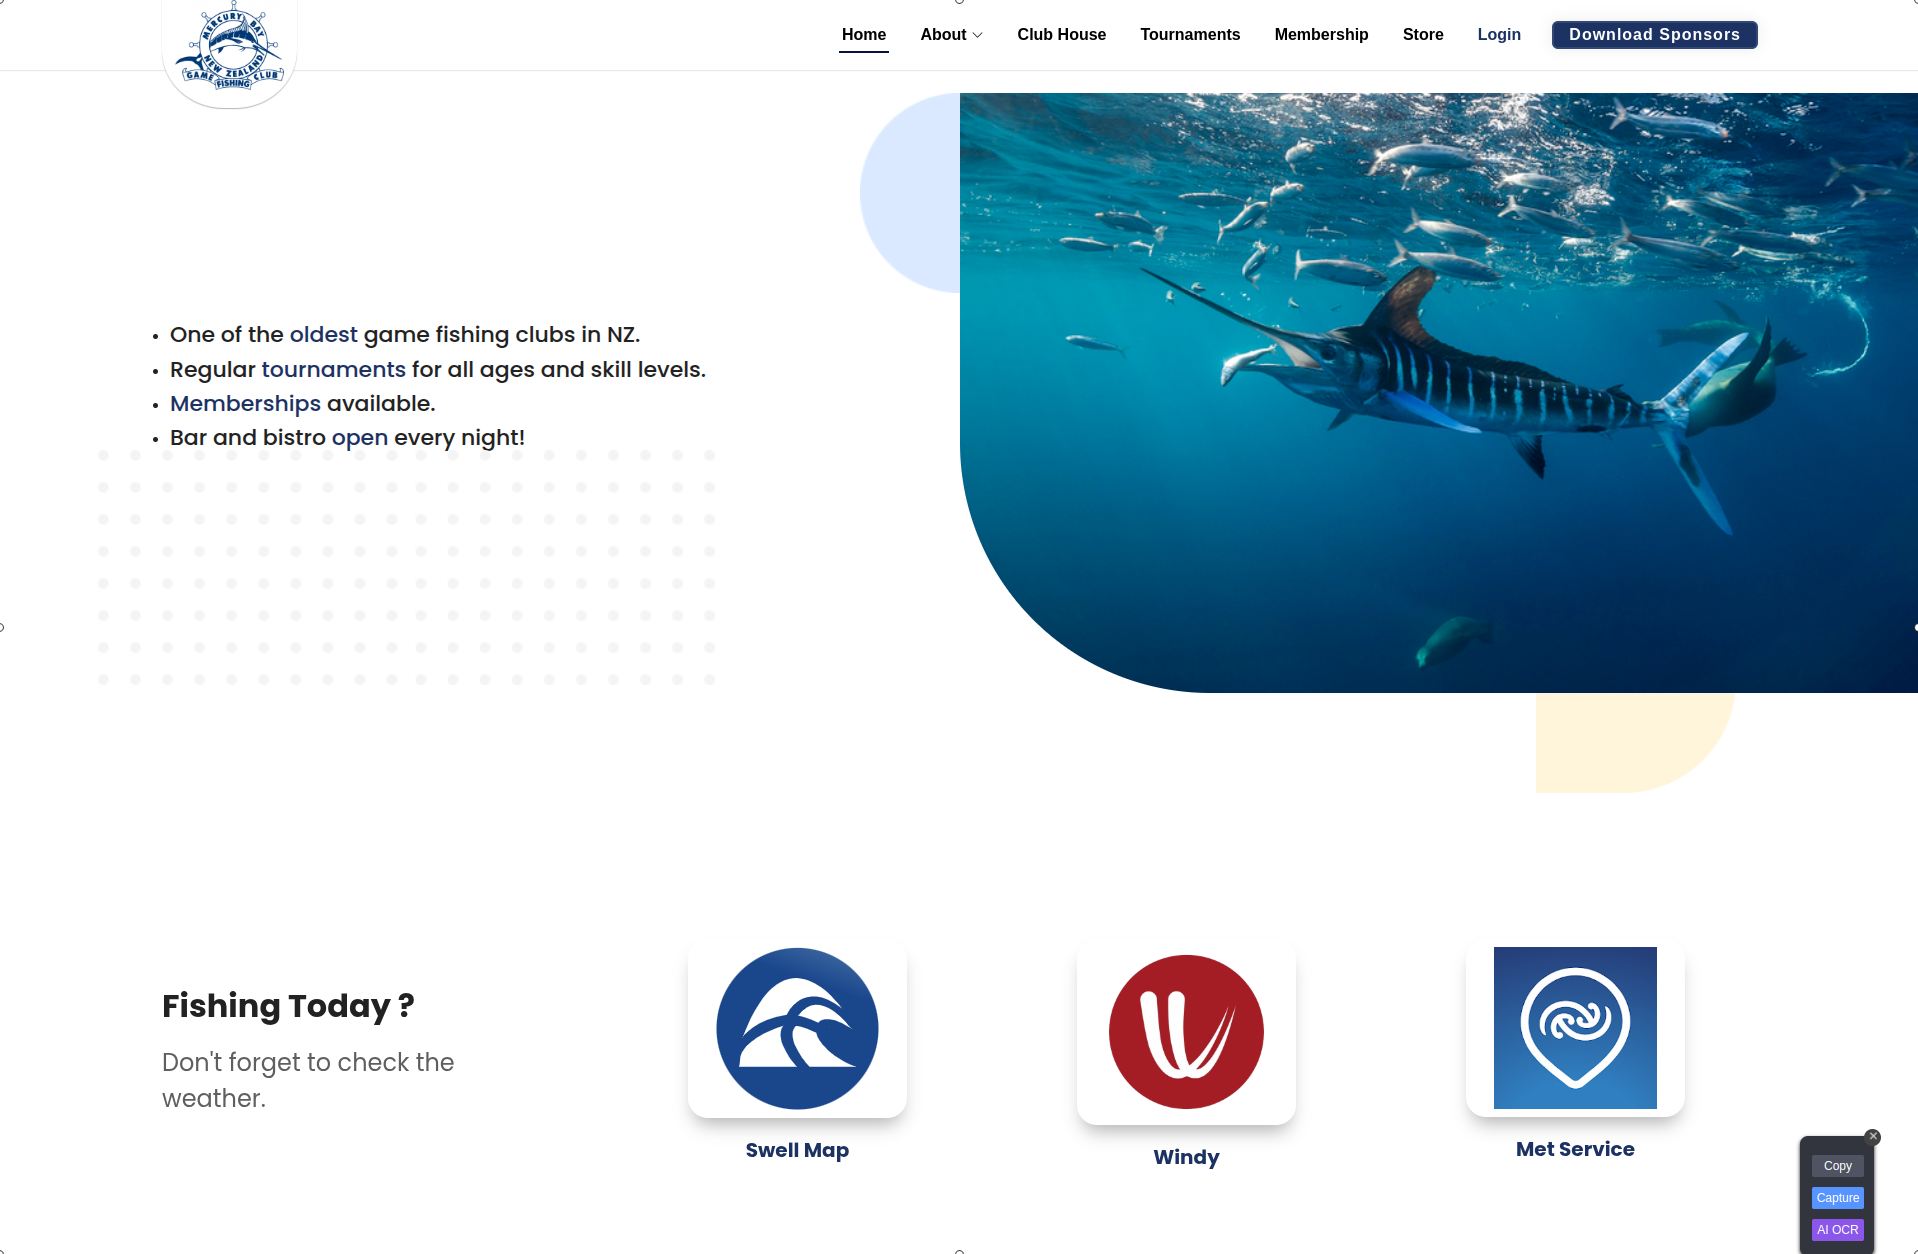 MERCURY BAY
NEW ZEALAND
GAME FISHING CLUB
Home
About
Club House
Tournaments
Membership
Store
Login
Download Sponsors
• One of the oldest game fishing clubs in NZ.
• Regular tournaments for all ages and skill levels.
• Memberships available.
• Bar and bistro open every night!
Fishing Today ?
Don't forget to check the
weather.
Swell Map
Windy
Met Service
Copy
Capture
AI OCR